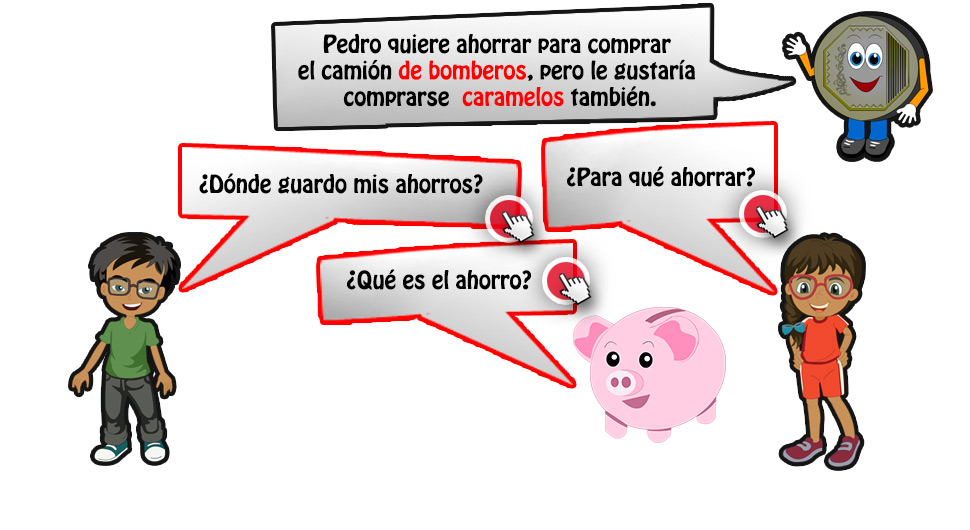 Pedro quiere ahorrar para comprar
el camión de bomberos, pero le gustaría
comprarse caramelos también.
¿Dónde guardo mis ahorros?
¿Para qué ahorrar?
¿Qué es el ahorro?